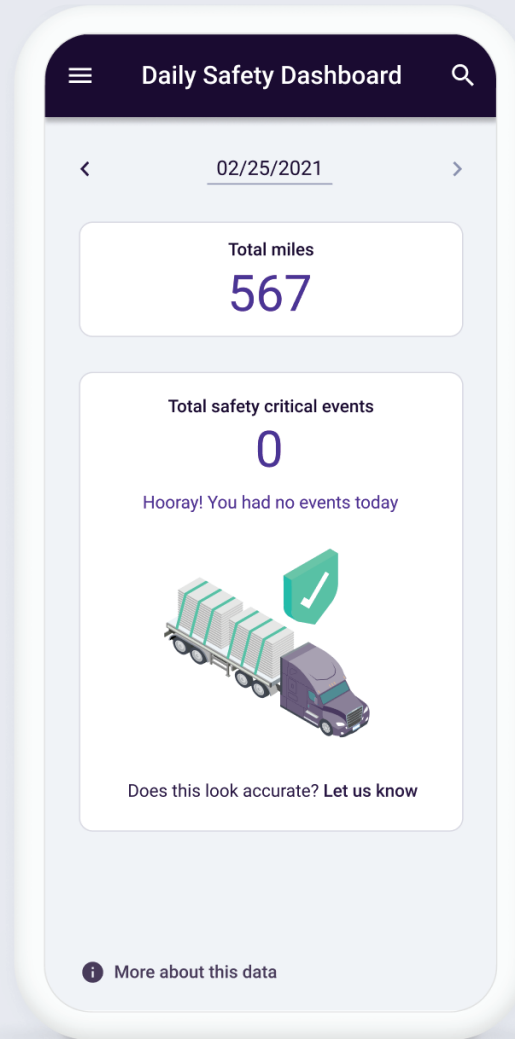 Daily Safety Dashboard
02/25/2021
Total miles
567
Total safety critical events
0
Hooray! You had no events today
Does this look accurate? Let us know
More about this data